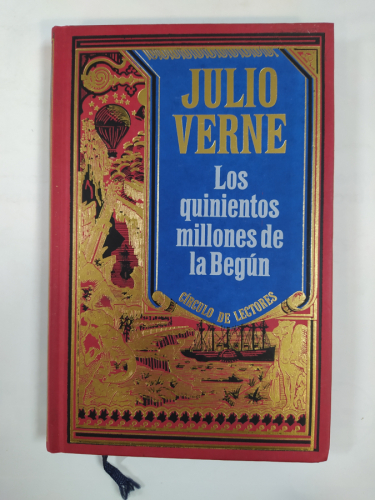 JULIO
VERNE
Los
quinientos
millones de
la Begún
CÍRCULO DE LECTORES